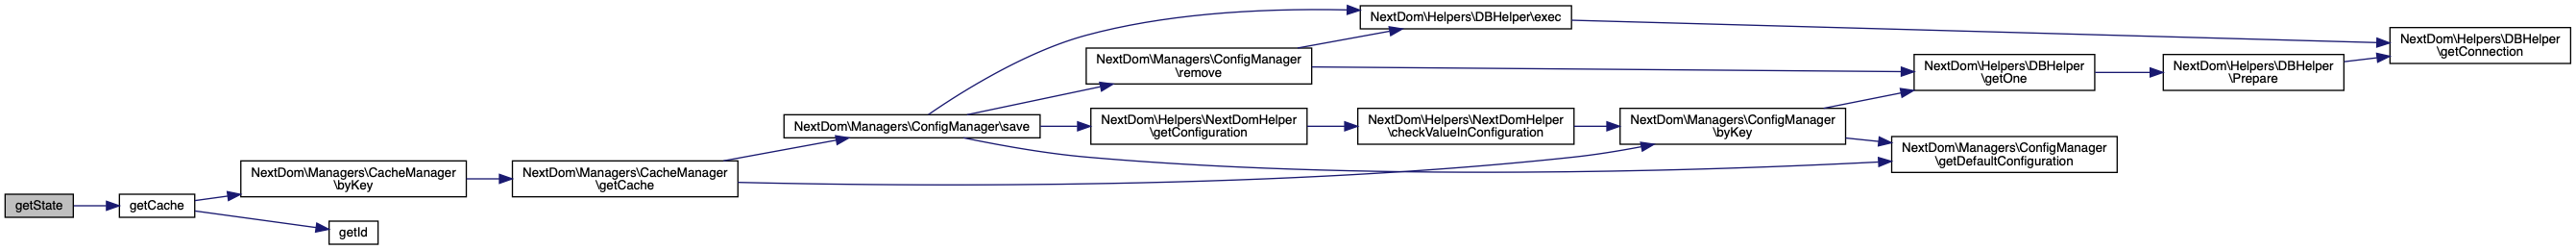 getState
getCache
NextDom\Managers\CacheManager
\byKey
getId
NextDom\Managers\CacheManager
\getCache
NextDom\Managers\ConfigManager\save
NextDom\Helpers\DBHelper\exec
NextDom\Managers\ConfigManager
\remove
NextDom\Helpers\NextDomHelper
\getConfiguration
NextDom\Helpers\NextDomHelper
\checkValueInConfiguration
NextDom\Managers\ConfigManager
\byKey
NextDom\Helpers\DBHelper
\getOne
NextDom\Managers\ConfigManager
\getDefaultConfiguration
NextDom\Helpers\DBHelper
\Prepare
NextDom\Helpers\DBHelper
\getConnection